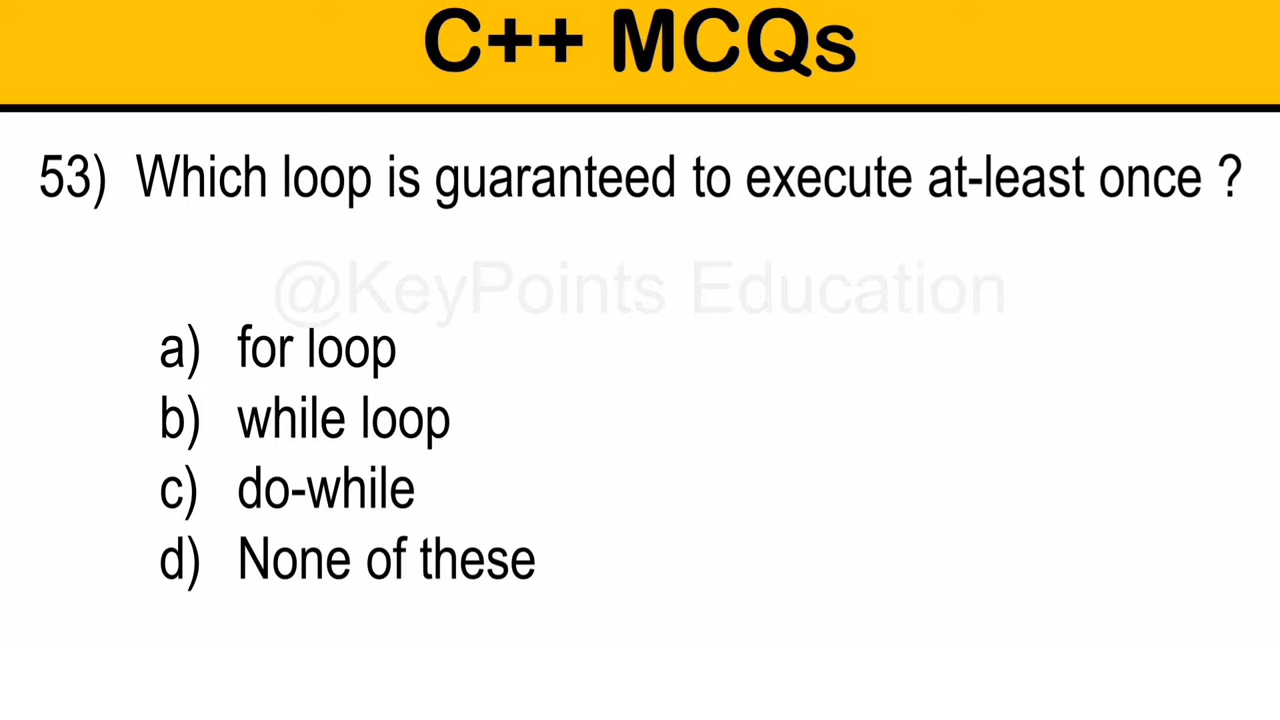 C++ MCQs
53) Which loop is guaranteed to execute at-least once ?
@KeyPoints Education
a) for loop
b) while loop
c) do-while
d) None of these